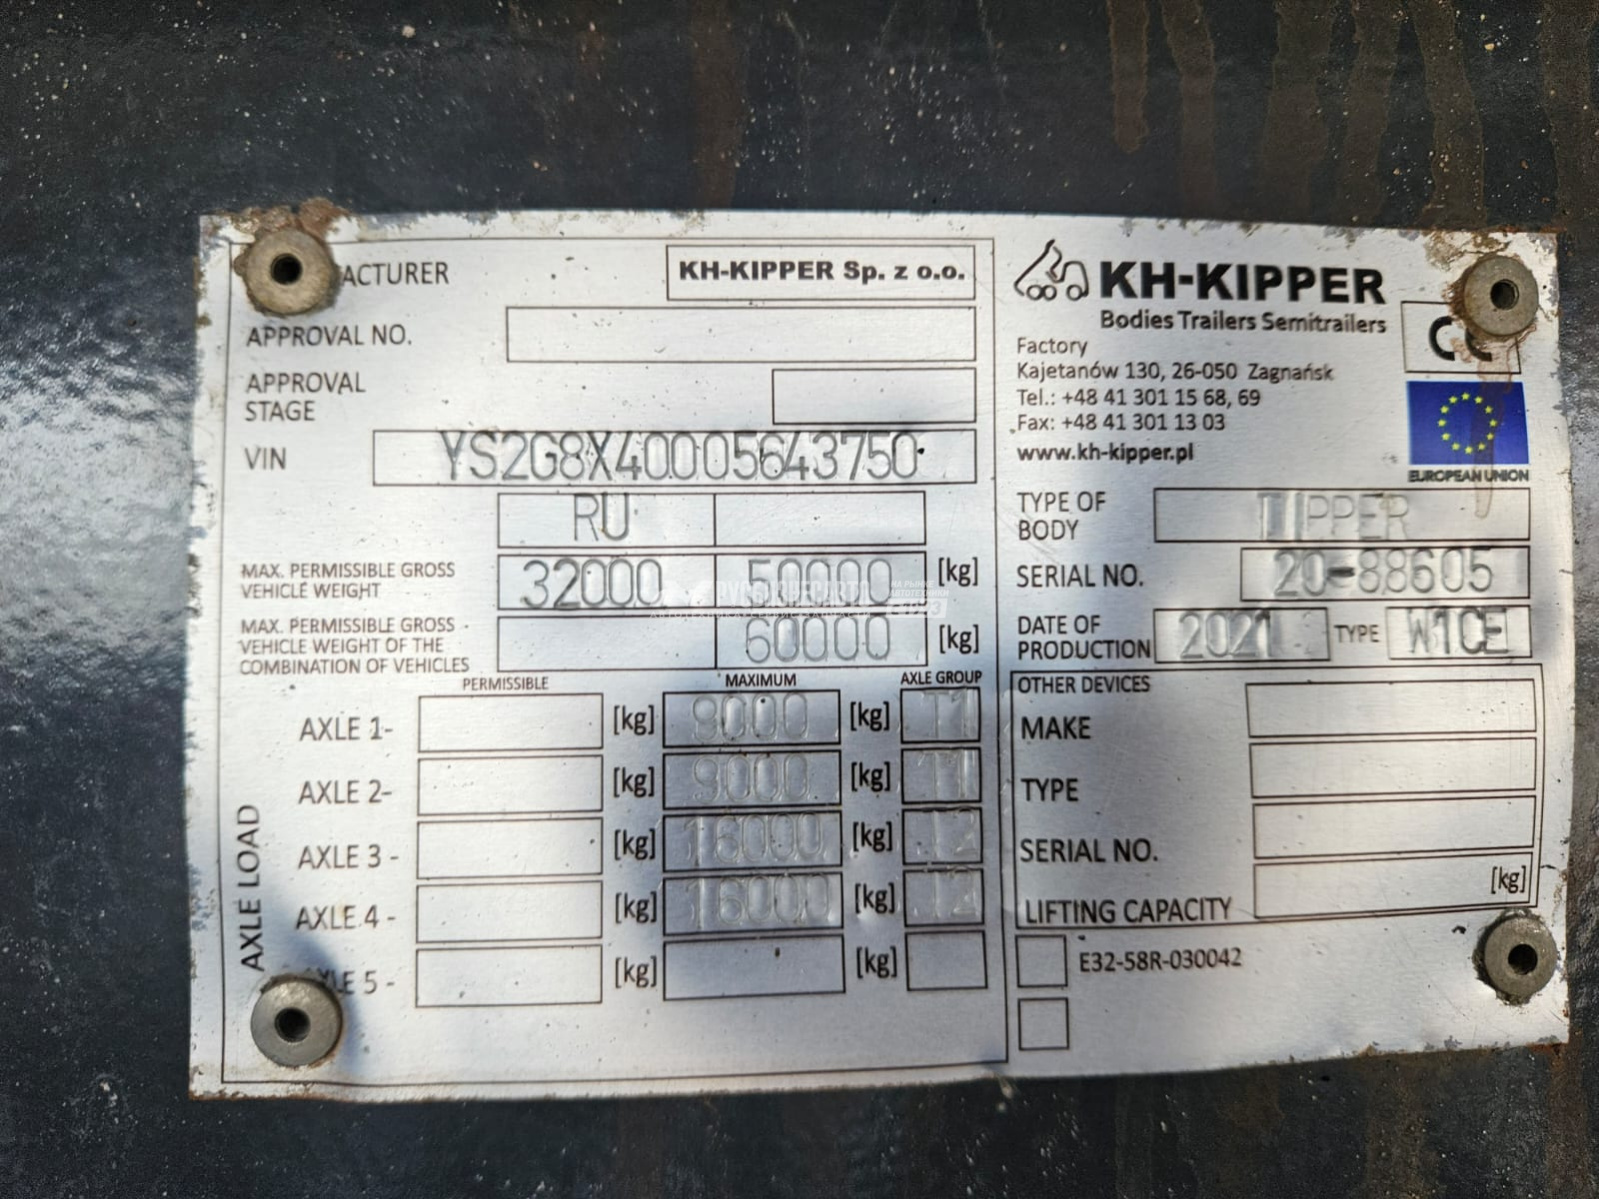 ACTURER
KH-KIPPER Sp. z o.o.
APPROVAL NO.
APPROVAL
STAGE
VIN
YS2G8X40005643750
RU
MAX. PERMISSIBLE GROSS
VEHICLE WEIGHT
32000 50000 [kg]
MAX. PERMISSIBLE GROSS
VEHICLE WEIGHT OF THE
COMBINATION OF VEHICLES
60000 [kg]
PERMISSIBLE MAXIMUM AXLE GROUP
AXLE LOAD
AXLE 1- [kg] 9000 [kg] T1
AXLE 2- [kg] 9000 [kg] T1
AXLE 3 - [kg] 16000 [kg] T2
AXLE 4 - [kg] 16000 [kg] T2
AXLE 5 - [kg] [kg]
KH-KIPPER
Bodies Trailers Semitrailers
CE
Factory
Kajetanów 130, 26-050 Zagnańsk
Tel.: +48 41 301 15 68, 69
Fax: +48 41 301 13 03
www.kh-kipper.pl
EUROPEAN UNION
TYPE OF
BODY
TIPPER
SERIAL NO. 20-88605
DATE OF
PRODUCTION
2021 TYPE W1CE
OTHER DEVICES
MAKE
TYPE
SERIAL NO.
LIFTING CAPACITY [kg]
E32-58R-030042